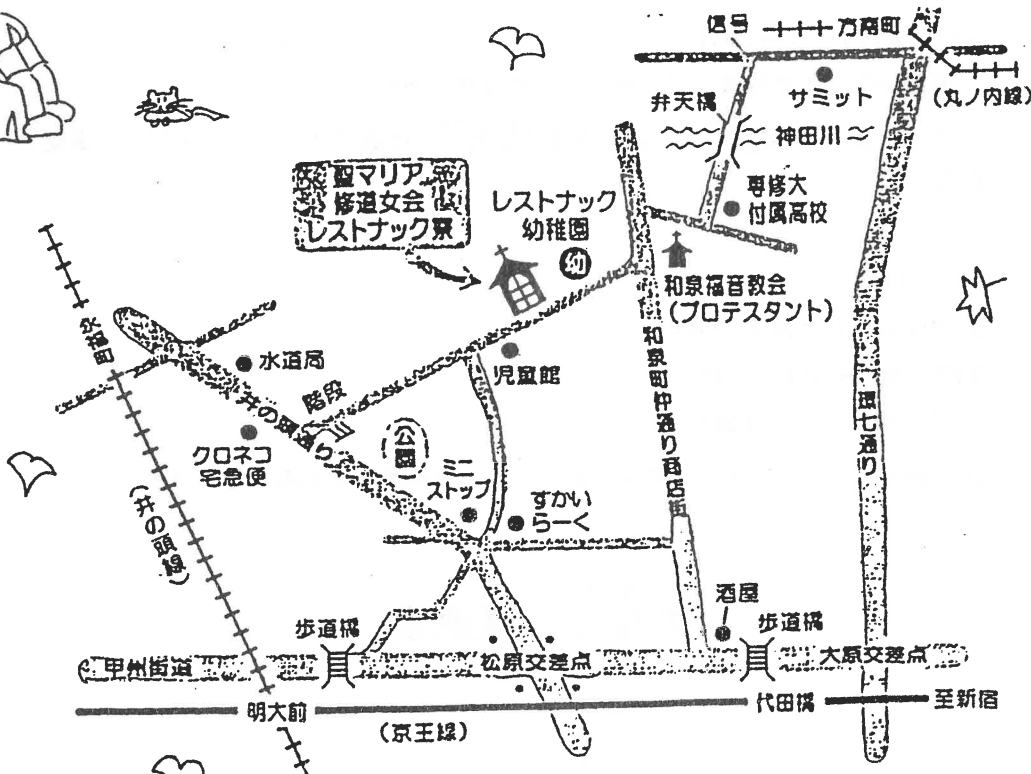 信号
方南町
(丸ノ内線)
サミット
弁天橋
神田川
専修大
付属高校
聖マリア
修道女会
レストナック寮
レストナック
幼稚園
幼
和泉福音教会
(プロテスタント)
永福町
水道局
階段
児童館
井の頭通り
クロネコ
宅急便
公園
ミニ
ストップ
すかい
らーく
和泉町仲通り商店街
環七通り
(井の頭線)
酒屋
歩道橋
歩道橋
甲州街道
松原交差点
大原交差点
明大前
代田橋
至新宿
(京王線)